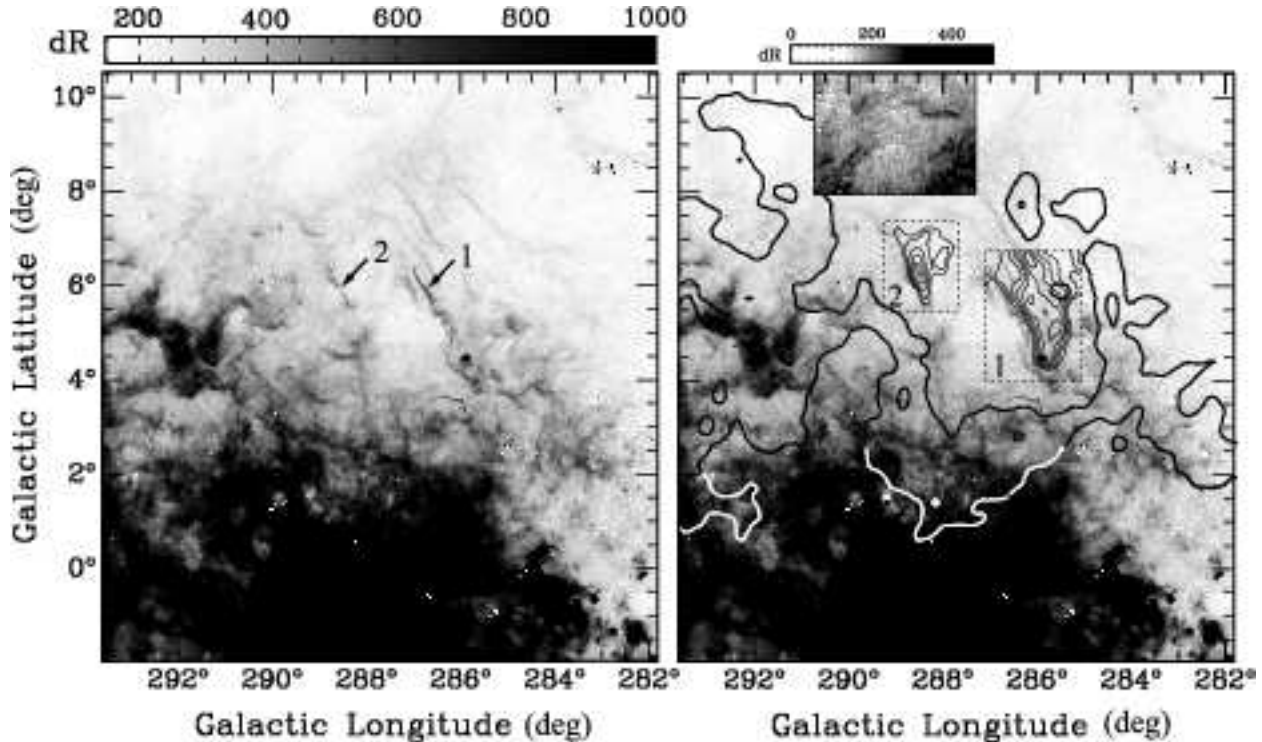 200 400 600 800 1000
dR
0 200 400
dR
10°
8°
6°
4°
2°
0°
Galactic Latitude (deg)
2
1
292° 290° 288° 286° 284° 282°
Galactic Longitude (deg)
2
1
292° 290° 288° 286° 284° 282°
Galactic Longitude (deg)